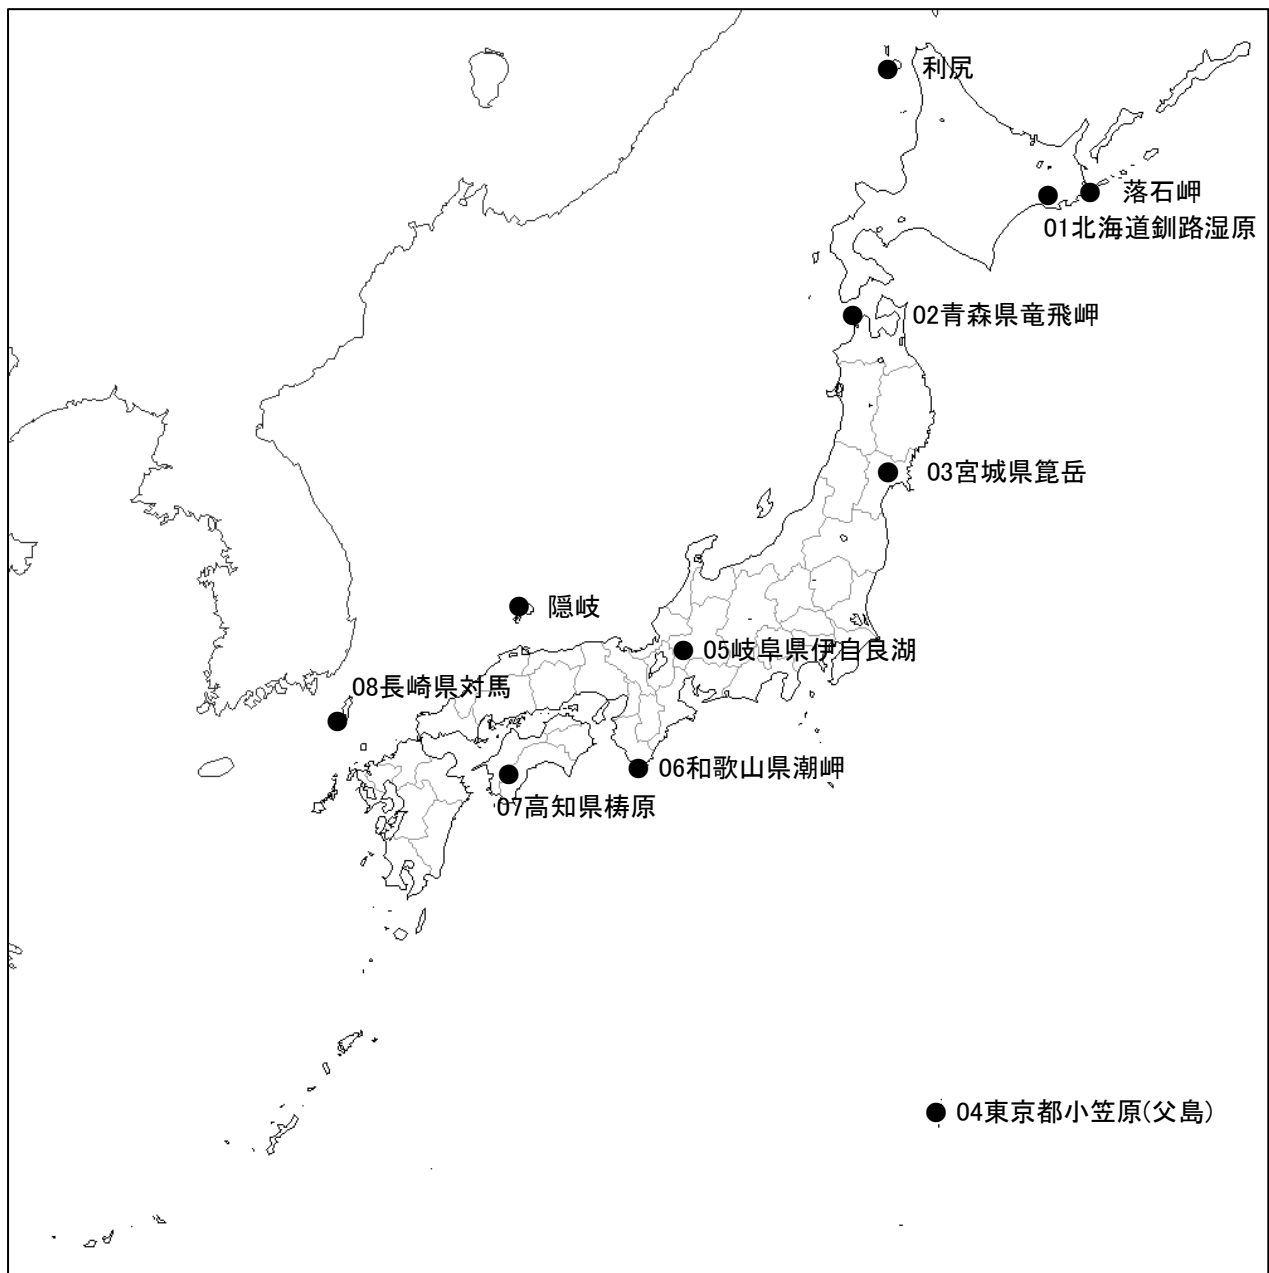 利尻
落石岬
01北海道釧路湿原
02青森県竜飛岬
03宮城県箟岳
隠岐
05岐阜県伊自良湖
08長崎県対馬
06和歌山県潮岬
07高知県梼原
04東京都小笠原(父島)